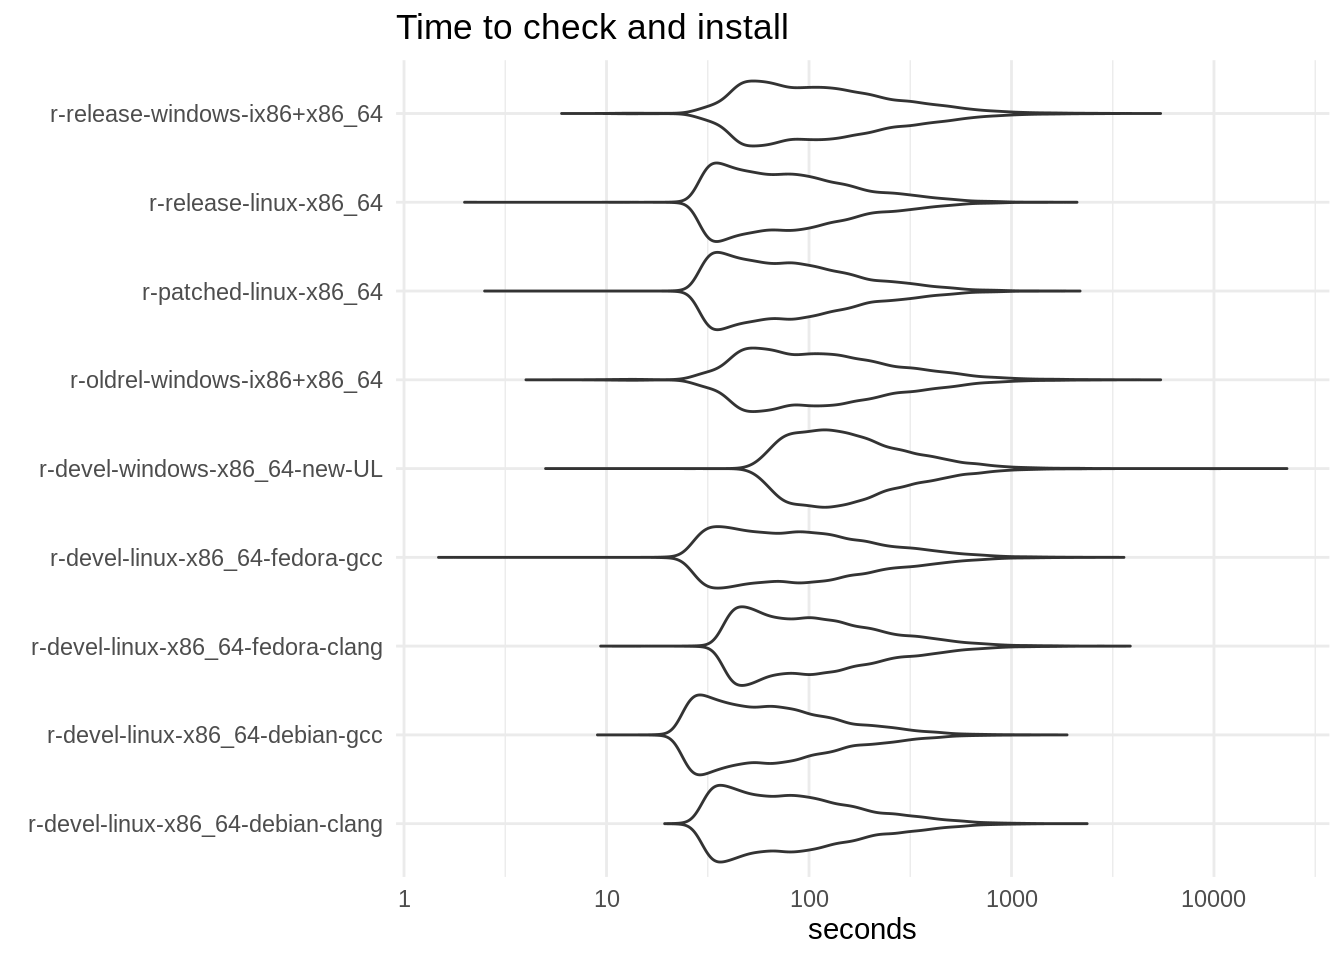 Time to check and install
r-release-windows-ix86+x86_64
r-release-linux-x86_64
r-patched-linux-x86_64
r-oldrel-windows-ix86+x86_64
r-devel-windows-x86_64-new-UL
r-devel-linux-x86_64-fedora-gcc
r-devel-linux-x86_64-fedora-clang
r-devel-linux-x86_64-debian-gcc
r-devel-linux-x86_64-debian-clang
1 10 100 1000 10000
seconds